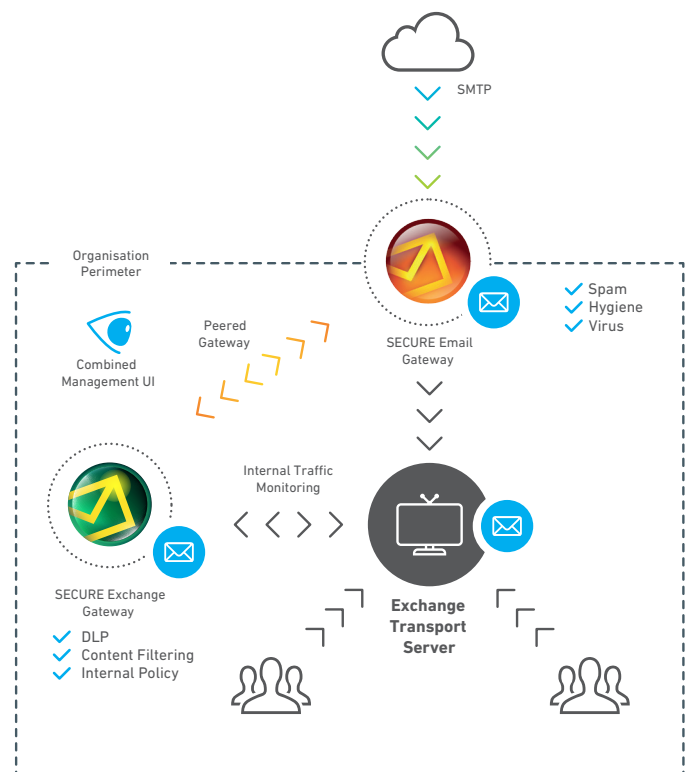 SMTP
Organisation
Perimeter
Spam
Hygiene
Virus
Peered
Gateway
SECURE Email
Gateway
Combined
Management UI
Internal Traffic
Monitoring
SECURE Exchange
Gateway
DLP
Content Filtering
Internal Policy
Exchange
Transport
Server